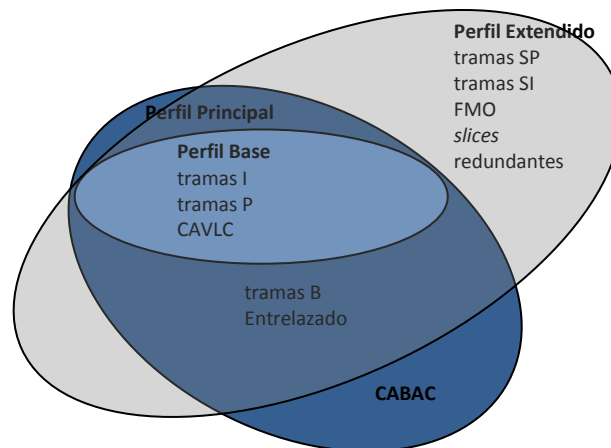 Perfil Extendido
tramas SP
tramas SI
FMO
slices
redundantes
Perfil Principal
Perfil Base
tramas I
tramas P
CAVLC
tramas B
Entrelazado
CABAC